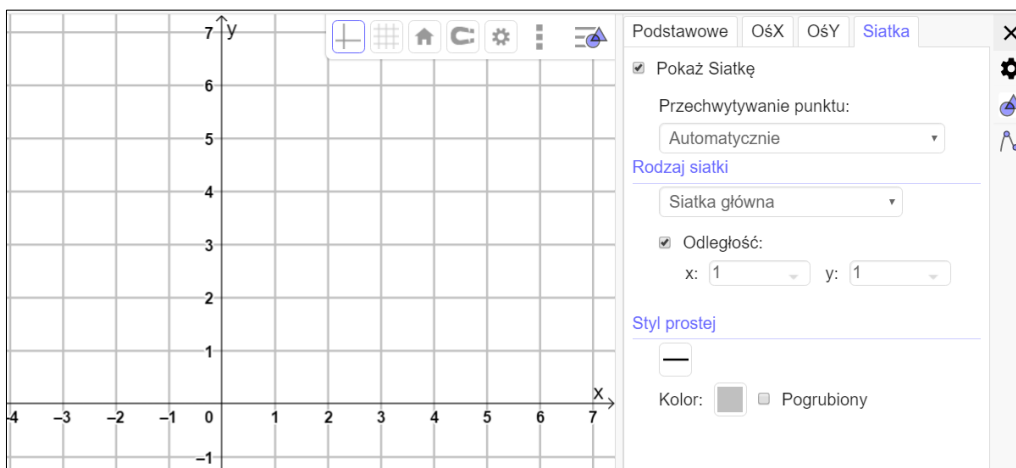 7
y
6
5
4
3
2
1
x
-4 –3 –2 –1 0 1 2 3 4 5 6 7
–1
Podstawowe OśX OśY Siatka
Pokaż Siatkę
Przechwytywanie punktu:
Automatycznie
Rodzaj siatki
Siatka główna
Odległość:
x: 1 y: 1
Styl prostej
Kolor: Pogrubiony